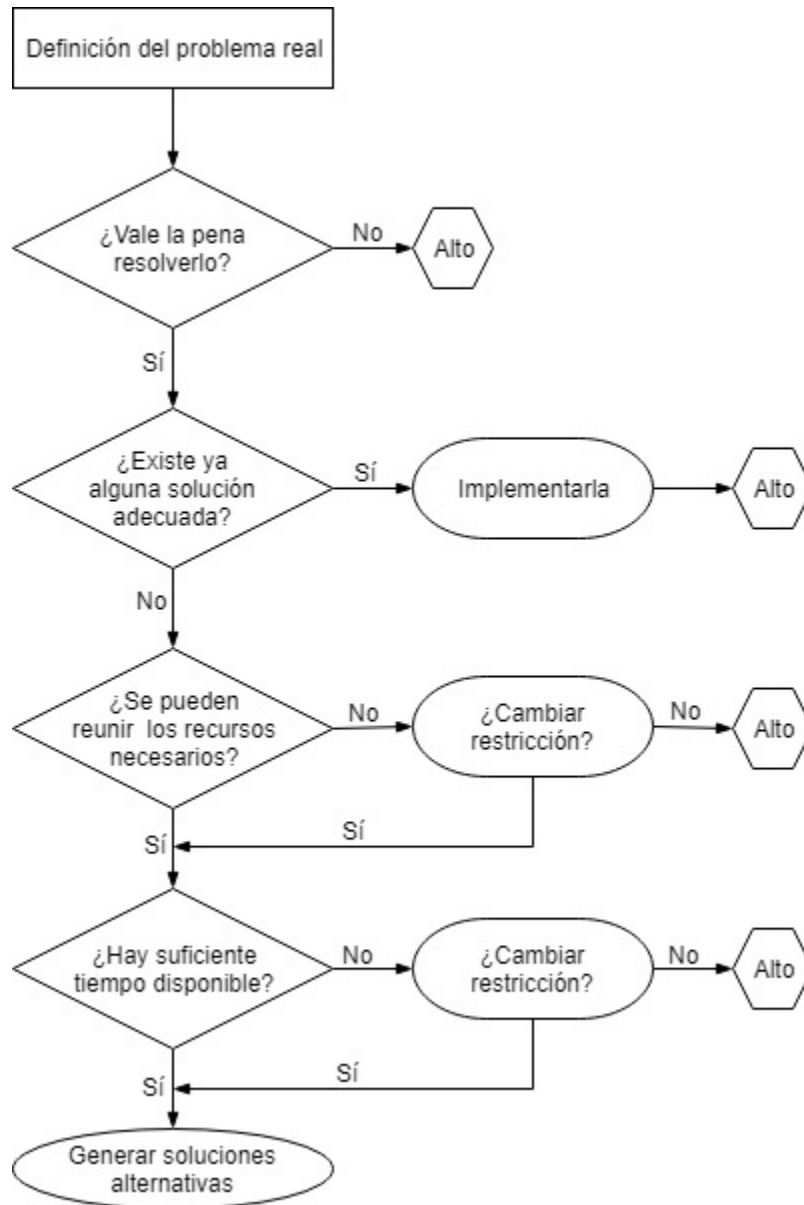 Definición del problema real
¿Vale la pena
resolverlo?
No
Alto
Sí
¿Existe ya
alguna solución
adecuada?
Sí
Implementarla
Alto
No
¿Se pueden
reunir los recursos
necesarios?
No
¿Cambiar
restricción?
No
Alto
Sí
Sí
¿Hay suficiente
tiempo disponible?
No
¿Cambiar
restricción?
No
Alto
Sí
Sí
Generar soluciones
alternativas